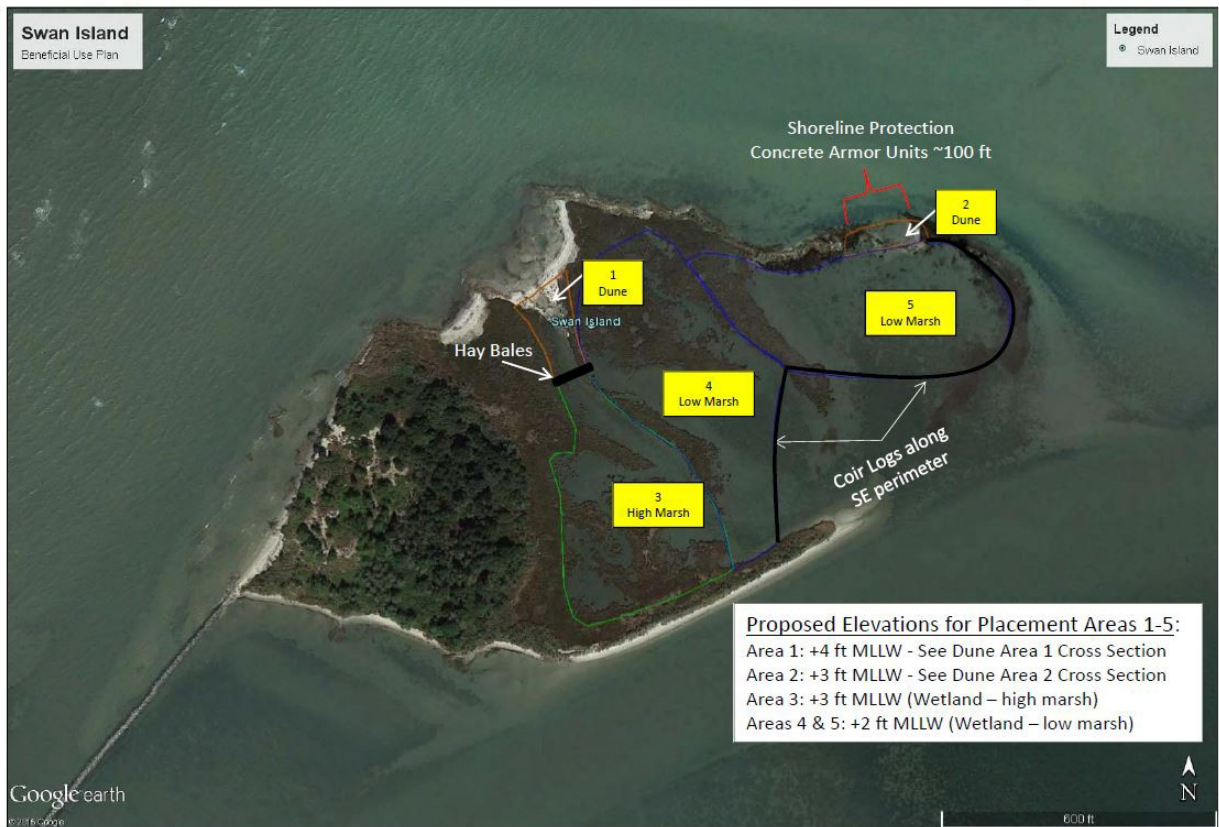 Swan Island
Beneficial Use Plan
Legend
Swan Island
Shoreline Protection
Concrete Armor Units ~100 ft
2
Dune
1
Dune
Swan Island
5
Low Marsh
Hay Bales
4
Low Marsh
Coir Logs along
SE perimeter
3
High Marsh
Proposed Elevations for Placement Areas 1-5:
Area 1: +4 ft MLLW - See Dune Area 1 Cross Section
Area 2: +3 ft MLLW - See Dune Area 2 Cross Section
Area 3: +3 ft MLLW (Wetland – high marsh)
Areas 4 & 5: +2 ft MLLW (Wetland – low marsh)
Google earth
© 2016 Google
N
600 ft